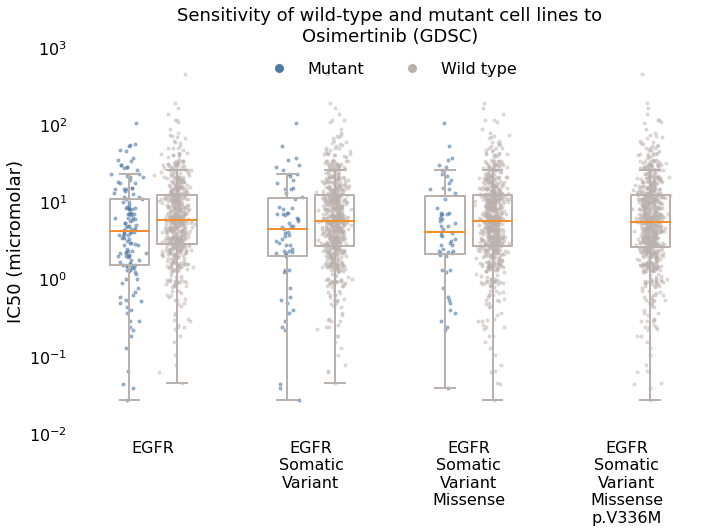 Sensitivity of wild-type and mutant cell lines to
Osimertinib (GDSC)
Mutant
Wild type
IC50 (micromolar)
10³
10²
10¹
10⁰
10⁻¹
10⁻²
EGFR
EGFR
Somatic
Variant
EGFR
Somatic
Variant
Missense
EGFR
Somatic
Variant
Missense
p.V336M